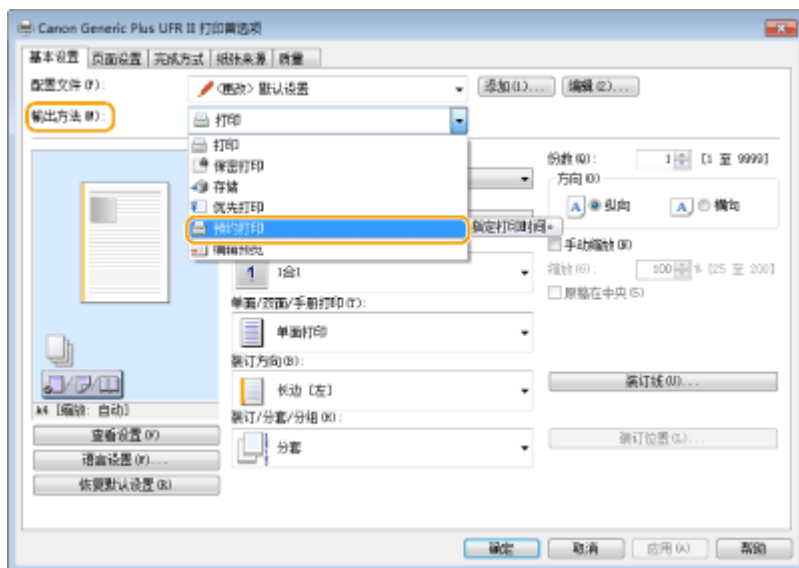 Canon Generic Plus UFR II 打印首选项
基本设置 页面设置 完成方式 纸张来源 质量
配置文件(F):
<更改> 默认设置
添加(1)...
编辑(2)...
输出方法(M):
打印
打印
保密打印
存储
优先打印
预约打印
指定打印时间。
编辑预览
份数(Q):
1 [1 至 9999]
方向(O)
A 纵向
A 横向
手动缩放(N)
缩放(G):
100 % [25 至 200]
原稿在中央(S)
1 1合1
单面/双面/手册打印(Y):
单面打印
装订方向(B):
长边 [左]
装订线(U)...
装订/分套/分组(K):
分套
装订位置(L)...
A4 [缩放: 自动]
查看设置(V)
语言设置(W)...
恢复默认设置(R)
确定
取消
应用(A)
帮助